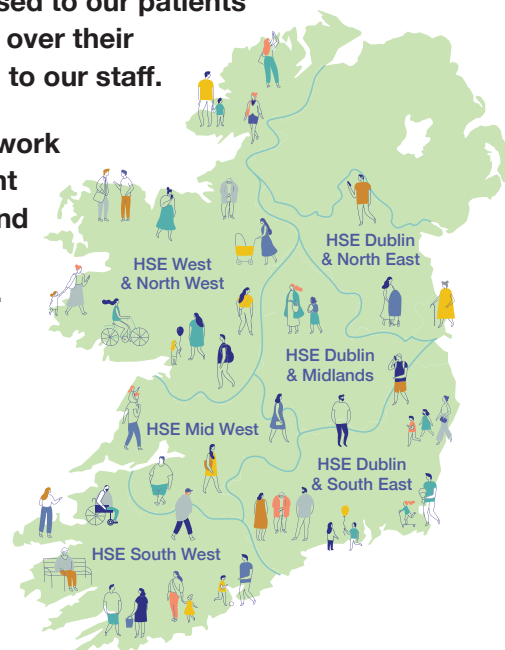 sed to our patients
over their
to our staff.
work
nt
nd
HSE Dublin
& North East
HSE West
& North West
HSE Dublin
& Midlands
HSE Mid West
HSE Dublin
& South East
HSE South West